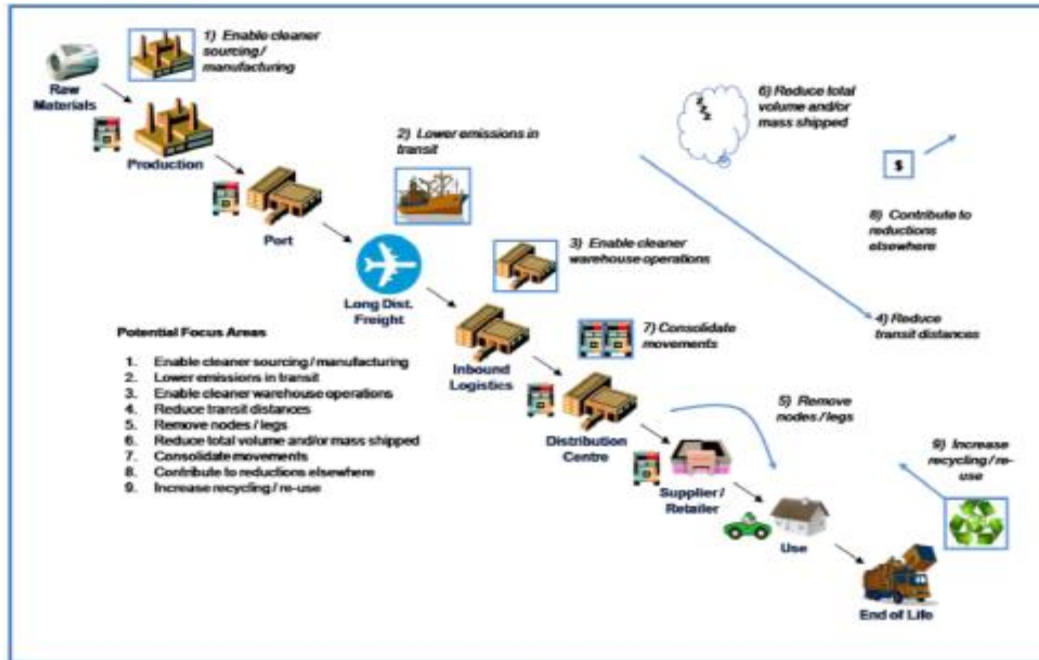 1) Enable cleaner
sourcing /
manufacturing
Raw
Materials
Production
2) Lower emissions in
transit
6) Reduce total
volume and/or
mass shipped
zzz
$
8) Contribute to
reductions
elsewhere
Port
3) Enable cleaner
warehouse operations
Long Dist.
Freight
4) Reduce
transit distances
7) Consolidate
movements
Inbound
Logistics
Potential Focus Areas
1. Enable cleaner sourcing / manufacturing
2. Lower emissions in transit
3. Enable cleaner warehouse operations
4. Reduce transit distances
5. Remove nodes / legs
6. Reduce total volume and/or mass shipped
7. Consolidate movements
8. Contribute to reductions elsewhere
9. Increase recycling / re-use
5) Remove
nodes / legs
Distribution
Centre
9) Increase
recycling / re-
use
Supplier /
Retailer
Use
End of Life